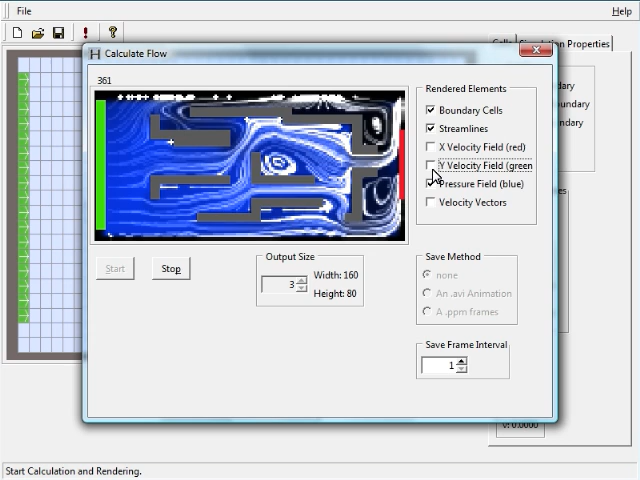 File
Help
Calculate Flow
Simulation Properties
361
Rendered Elements
Boundary Cells
Streamlines
X Velocity Field (red)
Y Velocity Field (green
Pressure Field (blue)
Velocity Vectors
Start
Stop
Output Size
3
Width: 160
Height: 80
Save Method
none
An .avi Animation
A .ppm frames
Save Frame Interval
1
V: 0.0000
Start Calculation and Rendering.